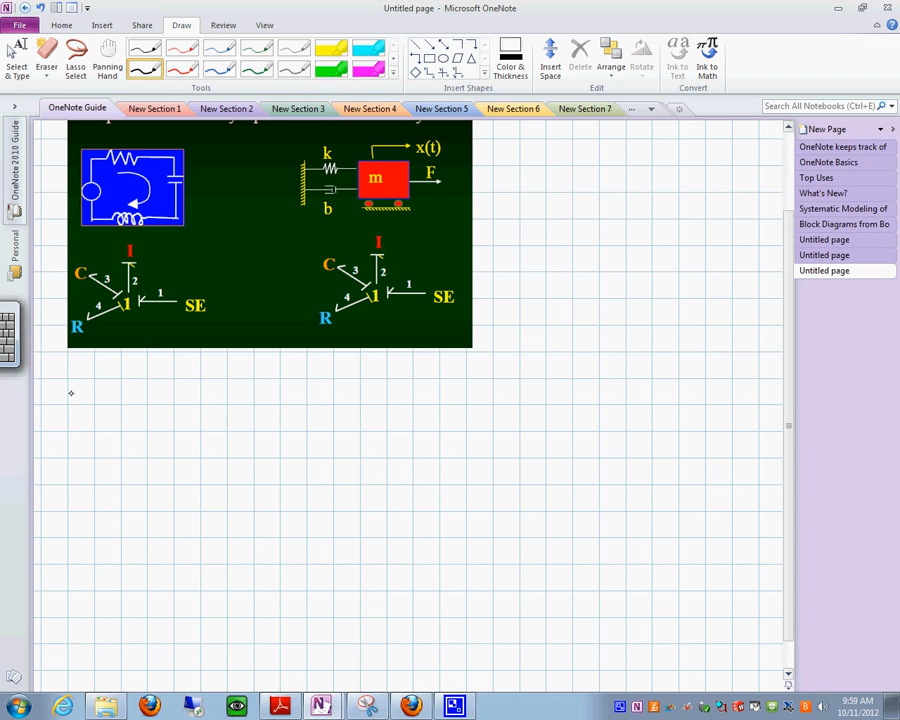 Untitled page - Microsoft OneNote
File Home Insert Share Draw Review View
Select & Type
Eraser
Lasso Select
Panning Hand
Color & Thickness
Insert Space
Delete
Arrange
Rotate
Ink to Text
Ink to Math
Tools Insert Shapes Edit Convert
OneNote Guide New Section 1 New Section 2 New Section 3 New Section 4 New Section 5 New Section 6 New Section 7 ...
Search All Notebooks (Ctrl+E)
OneNote 2010 Guide
Personal
New Page
OneNote keeps track of
OneNote Basics
Top Uses
What's New?
Systematic Modeling of
Block Diagrams from Bo
Untitled page
Untitled page
Untitled page
k
x(t)
m
F
b
I
C
3
2
1
4
1
SE
R
I
C
3
2
1
4
1
SE
R
9:59 AM
10/11/2012